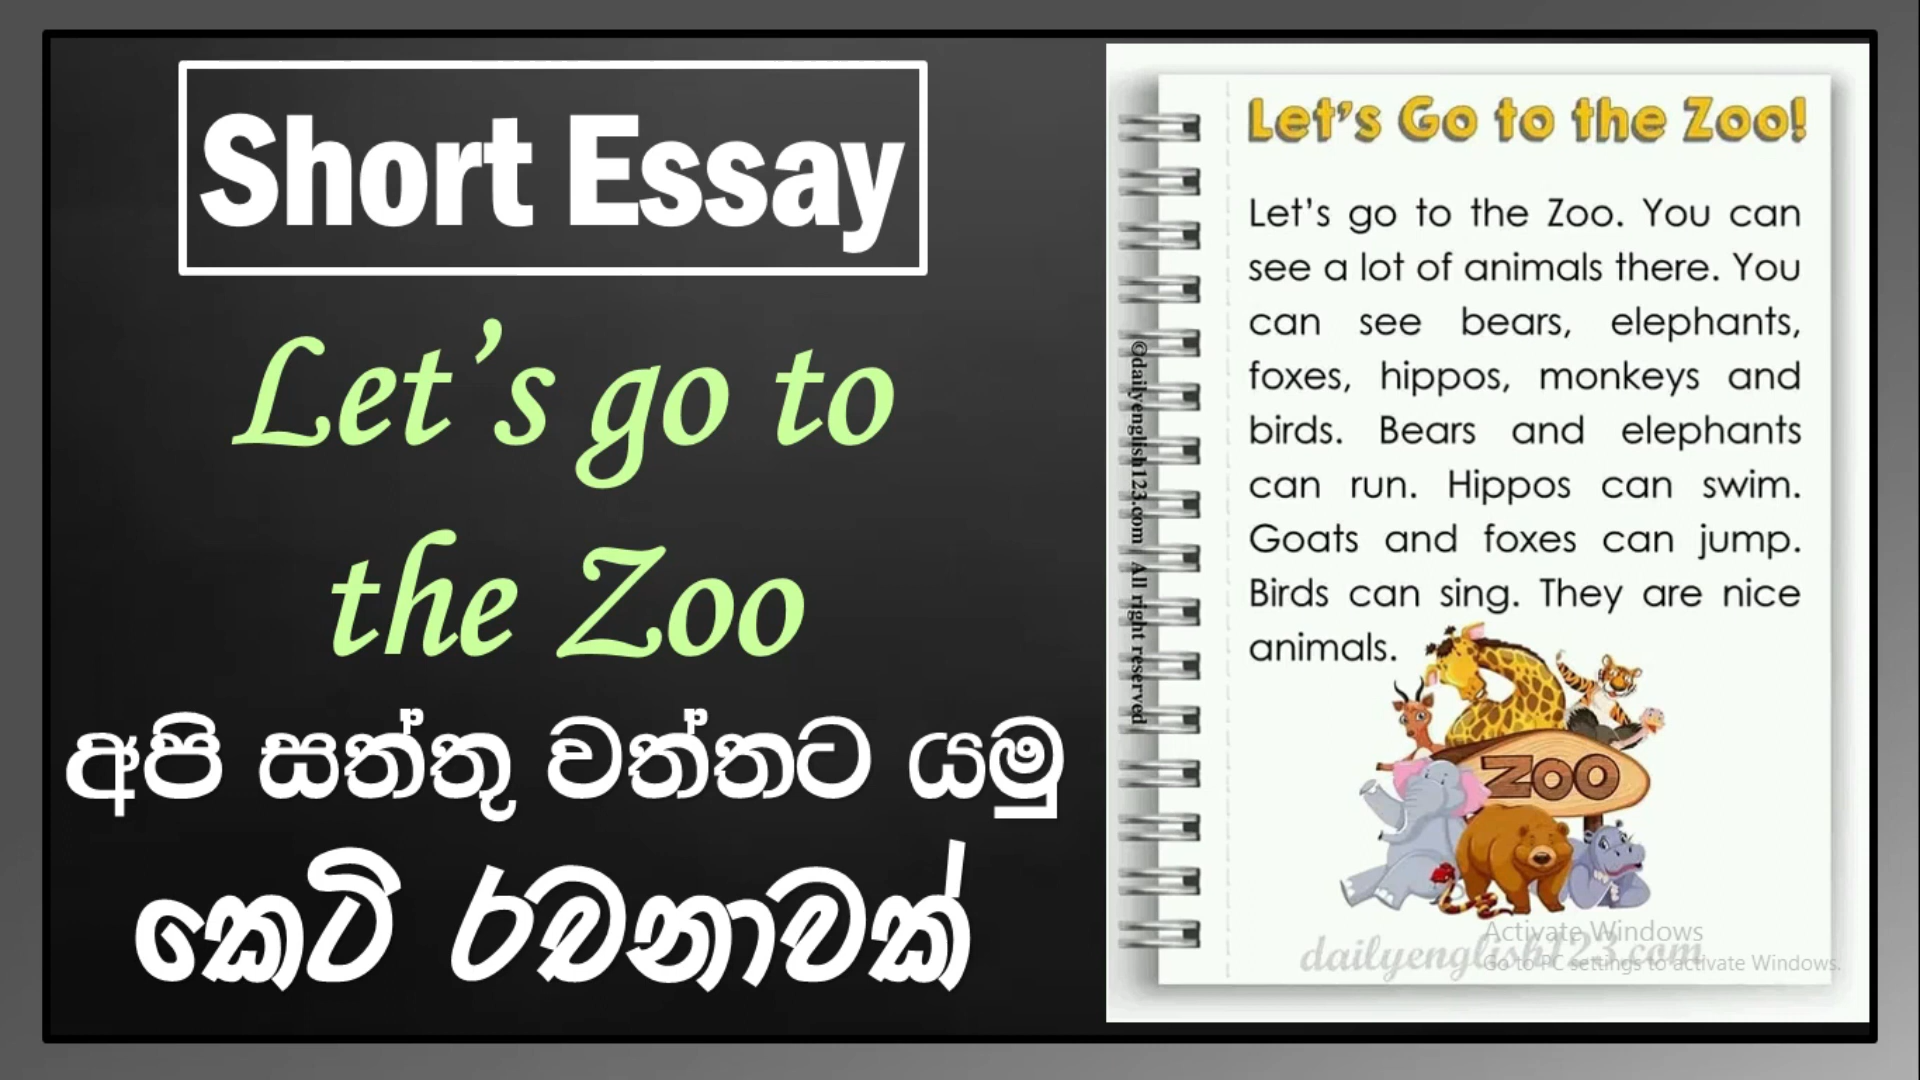 Short Essay
Let’s go to
the Zoo
අපි සත්තු වත්තට යමු
කෙටි රචනාවක්
Let’s Go to the Zoo!
Let’s go to the Zoo. You can
see a lot of animals there. You
can see bears, elephants,
foxes, hippos, monkeys and
birds. Bears and elephants
can run. Hippos can swim.
Goats and foxes can jump.
Birds can sing. They are nice
animals.
ZOO
©dailyenglish123.com | All right reserved
dailyenglish123.com
Activate Windows
Go to PC settings to activate Windows.